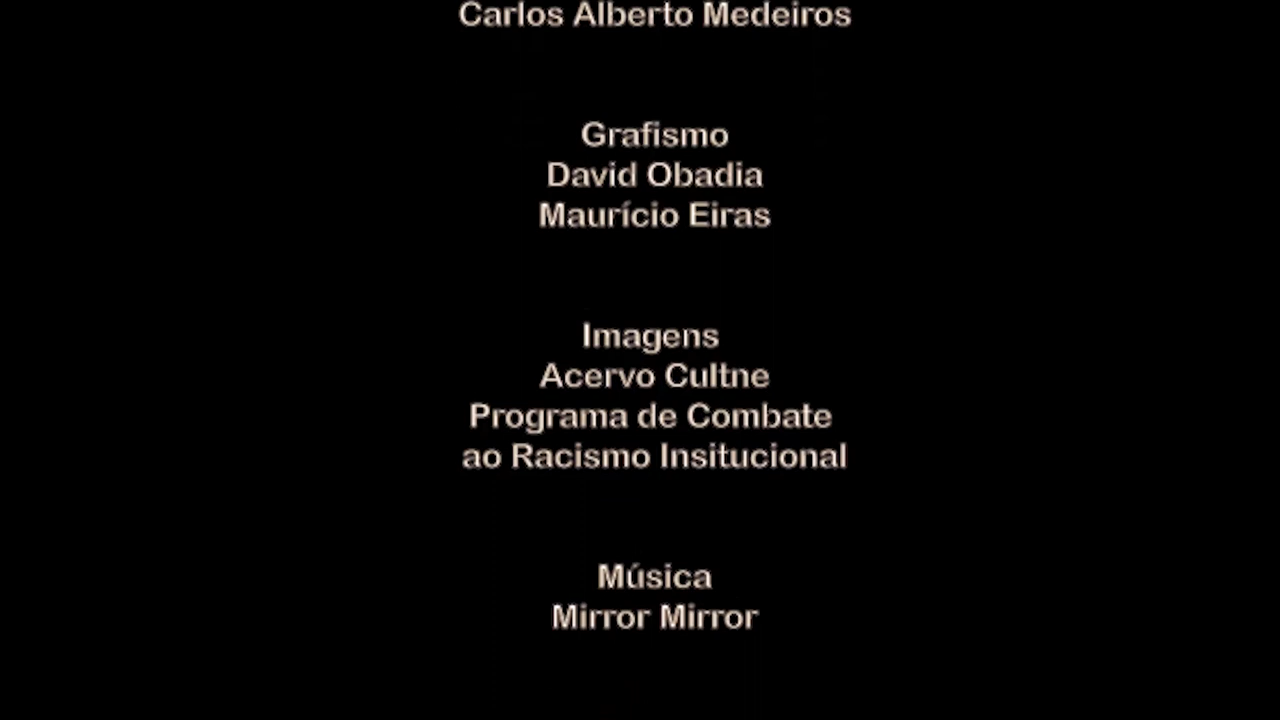 Carlos Alberto Medeiros
Grafismo
David Obadia
Maurício Eiras
Imagens
Acervo Cultne
Programa de Combate
ao Racismo Insitucional
Música
Mirror Mirror